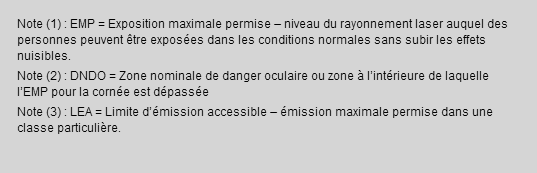 Note (1) : EMP = Exposition maximale permise – niveau du rayonnement laser auquel des
personnes peuvent être exposées dans les conditions normales sans subir les effets
nuisibles.
Note (2) : DNDO = Zone nominale de danger oculaire ou zone à l'intérieure de laquelle
l'EMP pour la cornée est dépassée
Note (3) : LEA = Limite d'émission accessible – émission maximale permise dans une
classe particulière.